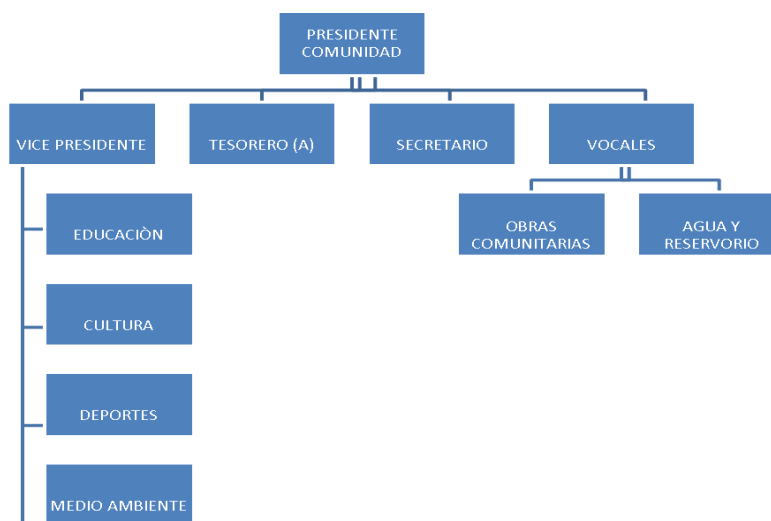 PRESIDENTE
COMUNIDAD
VICE PRESIDENTE
TESORERO (A)
SECRETARIO
VOCALES
OBRAS
COMUNITARIAS
AGUA Y
RESERVORIO
EDUCACIÒN
CULTURA
DEPORTES
MEDIO AMBIENTE